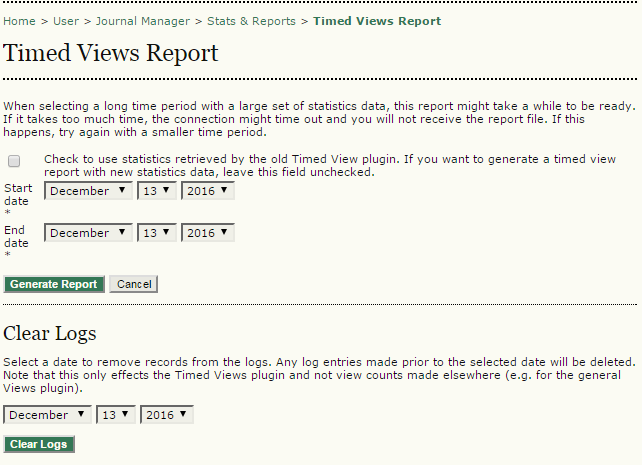 Home > User > Journal Manager > Stats & Reports > Timed Views Report
Timed Views Report
When selecting a long time period with a large set of statistics data, this report might take a while to be ready.
If it takes too much time, the connection might time out and you will not receive the report file. If this
happens, try again with a smaller time period.
Check to use statistics retrieved by the old Timed View plugin. If you want to generate a timed view
report with new statistics data, leave this field unchecked.
Start
date
*
December 13 2016
End
date
*
December 13 2016
Generate Report Cancel
Clear Logs
Select a date to remove records from the logs. Any log entries made prior to the selected date will be deleted.
Note that this only effects the Timed Views plugin and not view counts made elsewhere (e.g. for the general
Views plugin).
December 13 2016
Clear Logs